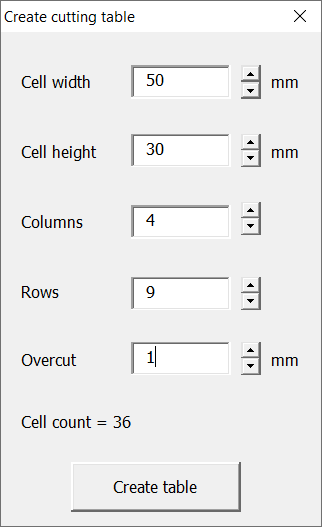 Create cutting table
Cell width 50 mm
Cell height 30 mm
Columns 4
Rows 9
Overcut 1 mm
Cell count = 36
Create table